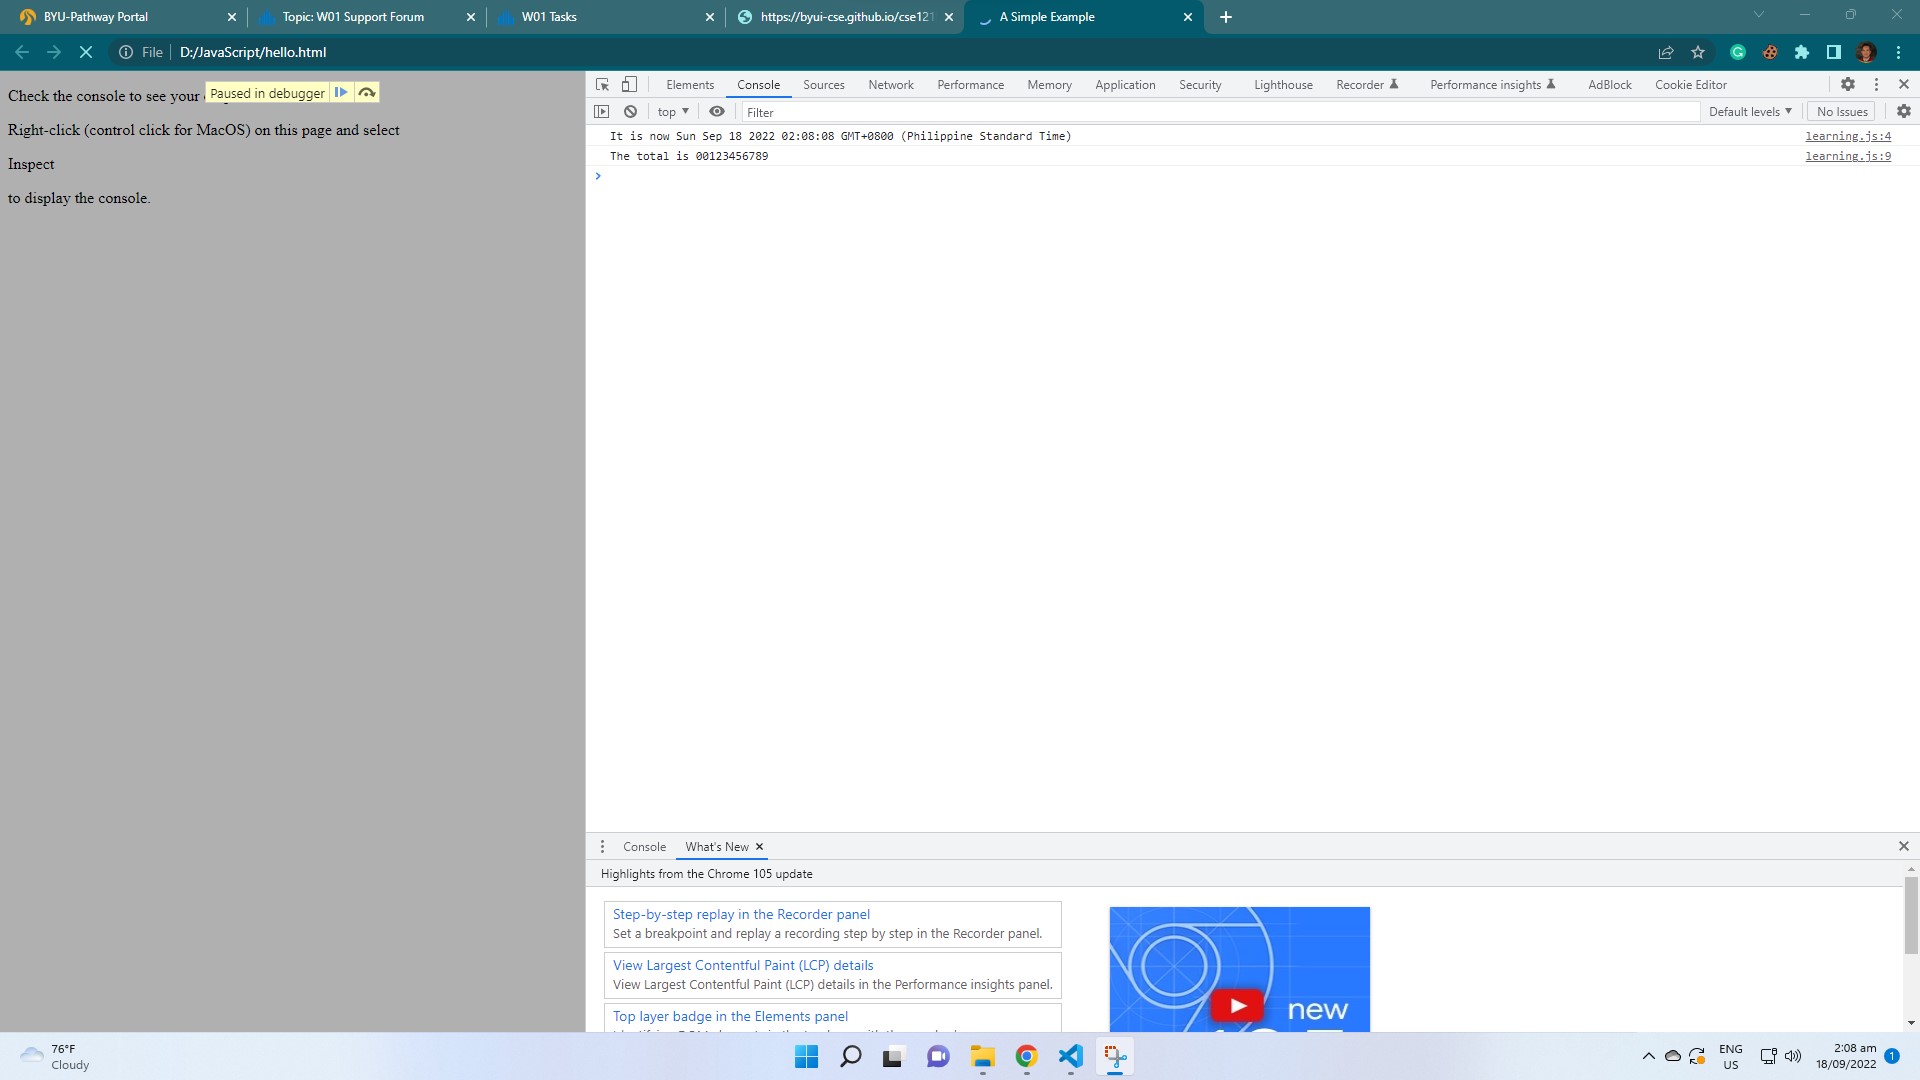 BYU-Pathway Portal
Topic: W01 Support Forum
W01 Tasks
https://byui-cse.github.io/cse121
A Simple Example
File
D:/JavaScript/hello.html
Check the console to see your
Paused in debugger
Right-click (control click for MacOS) on this page and select
Inspect
to display the console.
Elements Console Sources Network Performance Memory Application Security Lighthouse Recorder Performance insights AdBlock Cookie Editor
top Filter Default levels No Issues
It is now Sun Sep 18 2022 02:08:08 GMT+0800 (Philippine Standard Time) learning.js:4
The total is 00123456789 learning.js:9
Console What's New
Highlights from the Chrome 105 update
Step-by-step replay in the Recorder panel
Set a breakpoint and replay a recording step by step in the Recorder panel.
View Largest Contentful Paint (LCP) details
View Largest Contentful Paint (LCP) details in the Performance insights panel.
Top layer badge in the Elements panel
new
76°F
Cloudy
ENG
US
2:08 am
18/09/2022
1